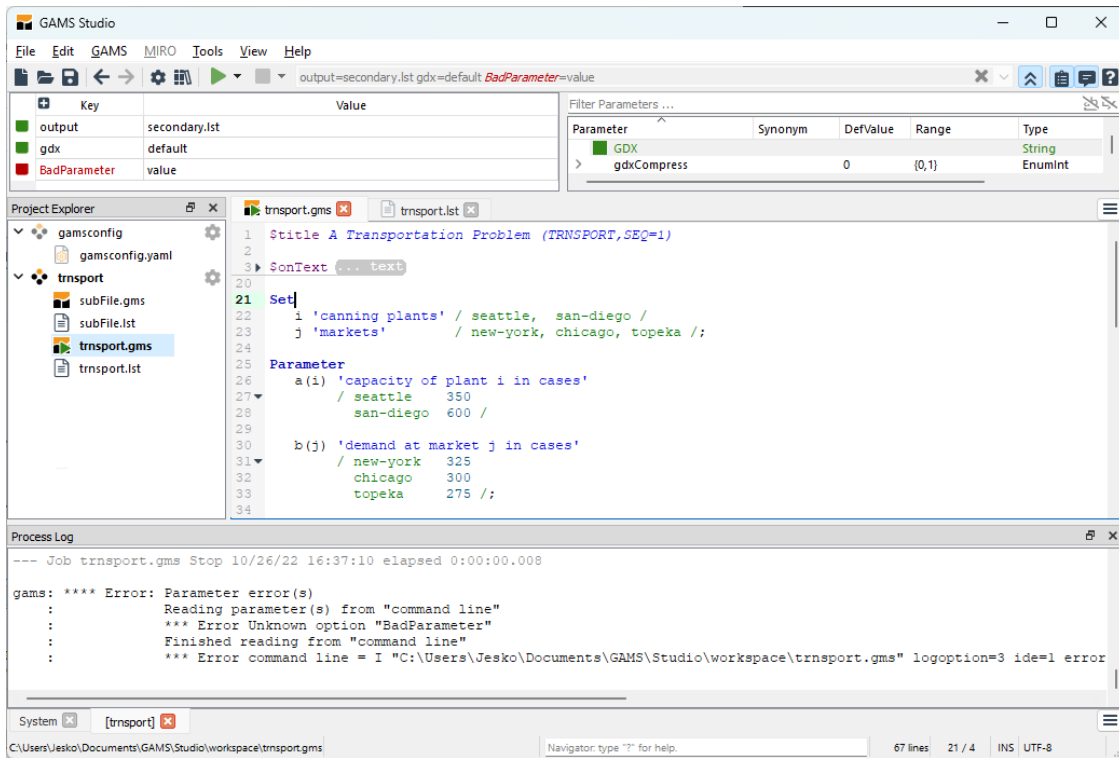 GAMS Studio
File Edit GAMS MIRO Tools View Help
output=secondary.lst gdx=default BadParameter=value
Key Value
output secondary.lst
gdx default
BadParameter value
Filter Parameters ...
Parameter Synonym DefValue Range Type
GDX String
gdxCompress 0 {0,1} EnumInt
Project Explorer
gamsconfig
gamsconfig.yaml
trnsport
subFile.gms
subFile.lst
trnsport.gms
trnsport.lst
trnsport.gms trnsport.lst
1 $title A Transportation Problem (TRNSPORT,SEQ=1)
2
3 $onText ... text
20
21 Set
22 i 'canning plants' / seattle, san-diego /
23 j 'markets' / new-york, chicago, topeka /;
24
25 Parameter
26 a(i) 'capacity of plant i in cases'
27 / seattle 350
28 san-diego 600 /
29
30 b(j) 'demand at market j in cases'
31 / new-york 325
32 chicago 300
33 topeka 275 /;
34
Process Log
--- Job trnsport.gms Stop 10/26/22 16:37:10 elapsed 0:00:00.008
gams: **** Error: Parameter error(s)
: Reading parameter(s) from "command line"
: *** Error Unknown option "BadParameter"
: Finished reading from "command line"
: *** Error command line = I "C:\Users\Jesko\Documents\GAMS\Studio\workspace\trnsport.gms" logoption=3 ide=1 error
System [trnsport]
C:\Users\Jesko\Documents\GAMS\Studio\workspace\trnsport.gms Navigator: type "?" for help. 67 lines 21 / 4 INS UTF-8